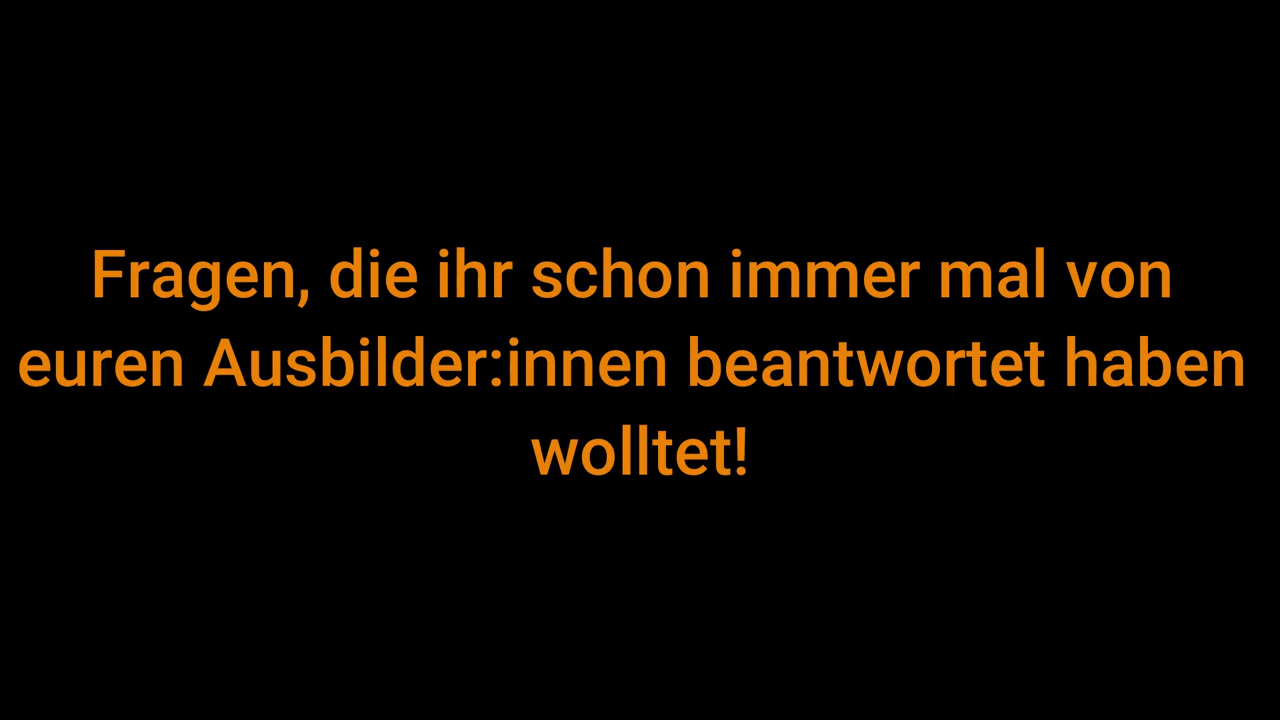 Fragen, die ihr schon immer mal von
euren Ausbilder:innen beantwortet haben
wolltet!